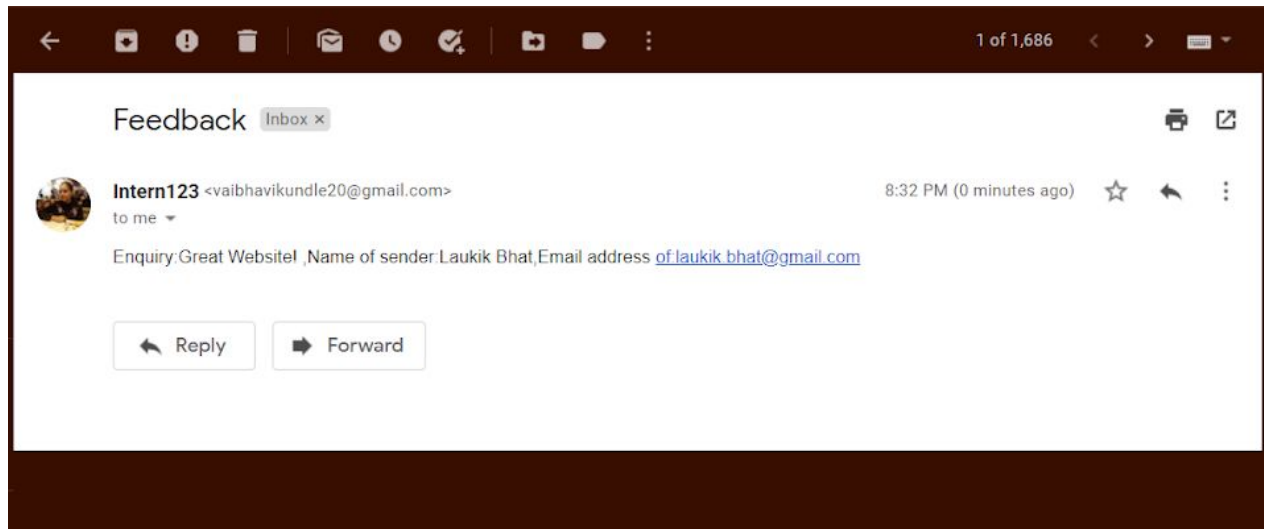 1 of 1,686
Feedback Inbox ×
Intern123 <vaibhavikundle20@gmail.com> 8:32 PM (0 minutes ago)
to me
Enquiry:Great Website! ,Name of sender:Laukik Bhat,Email address of:laukik.bhat@gmail.com
Reply Forward